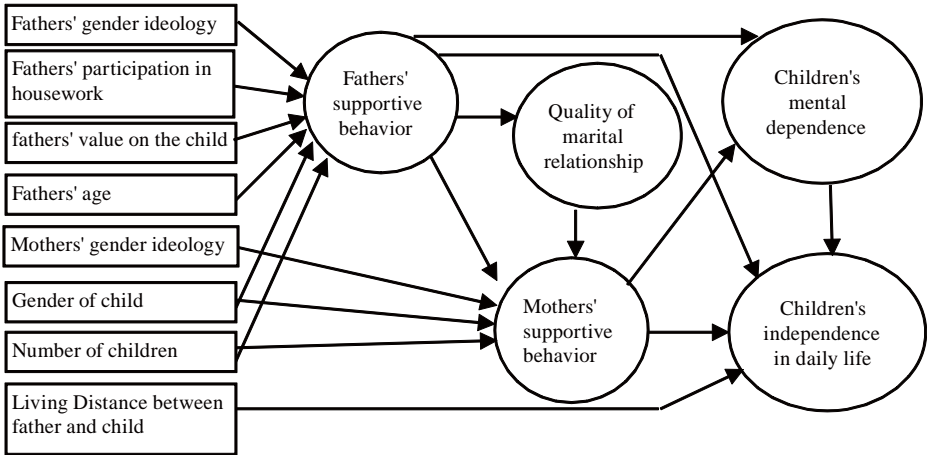 Fathers' gender ideology
Fathers' participation in
housework
fathers' value on the child
Fathers' age
Mothers' gender ideology
Gender of child
Number of children
Living Distance between
father and child
Fathers'
supportive
behavior
Quality of
marital
relationship
Mothers'
supportive
behavior
Children's
mental
dependence
Children's
independence
in daily life